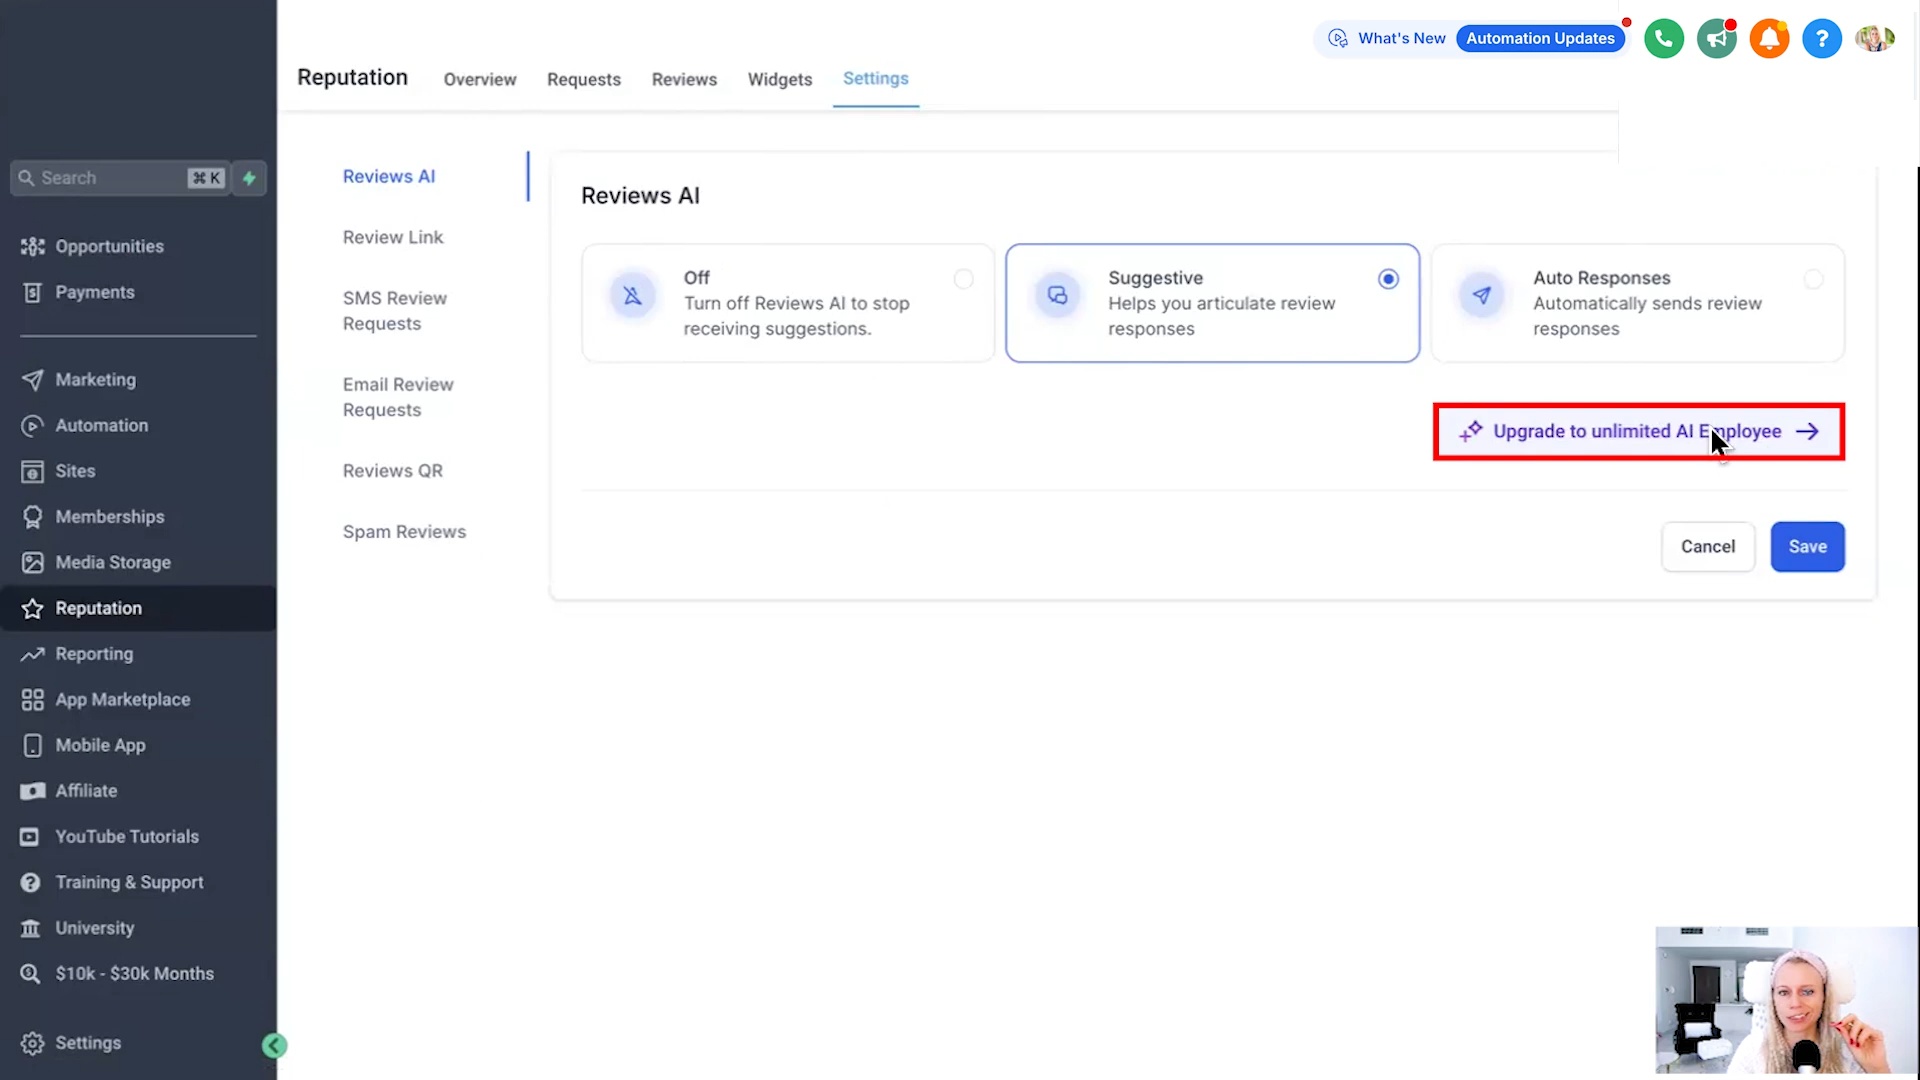 What's New
Automation Updates
Reputation
Overview
Requests
Reviews
Widgets
Settings
Search
⌘ K
Opportunities
Payments
Marketing
Automation
Sites
Memberships
Media Storage
Reputation
Reporting
App Marketplace
Mobile App
Affiliate
YouTube Tutorials
Training & Support
University
$10k - $30k Months
Settings
Reviews AI
Review Link
SMS Review
Requests
Email Review
Requests
Reviews QR
Spam Reviews
Reviews AI
Off
Turn off Reviews AI to stop
receiving suggestions.
Suggestive
Helps you articulate review
responses
Auto Responses
Automatically sends review
responses
Upgrade to unlimited AI Employee
Cancel
Save